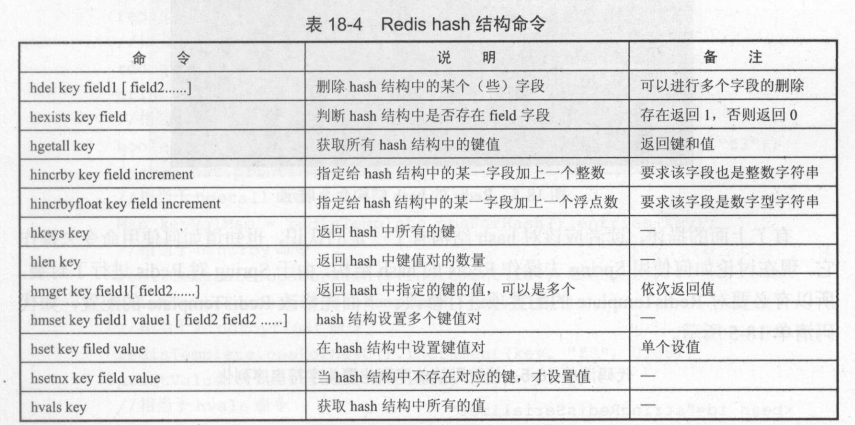 表 18-4 Redis hash 结构命令
命 令 说 明 备 注
hdel key field1 [ field2......] 删除 hash 结构中的某个（些）字段 可以进行多个字段的删除
hexists key field 判断 hash 结构中是否存在 field 字段 存在返回 1，否则返回 0
hgetall key 获取所有 hash 结构中的键值 返回键和值
hincrby key field increment 指定给 hash 结构中的某一字段加上一个整数 要求该字段也是整数字符串
hincrbyfloat key field increment 指定给 hash 结构中的某一字段加上一个浮点数 要求该字段是数字型字符串
hkeys key 返回 hash 中所有的键 —
hlen key 返回 hash 中键值对的数量 —
hmget key field1[ field2......] 返回 hash 中指定的键的值，可以是多个 依次返回值
hmset key field1 value1 [ field2 field2 ......] hash 结构设置多个键值对 —
hset key filed value 在 hash 结构中设置键值对 单个设值
hsetnx key field value 当 hash 结构中不存在对应的键，才设置值 —
hvals key 获取 hash 结构中所有的值 —